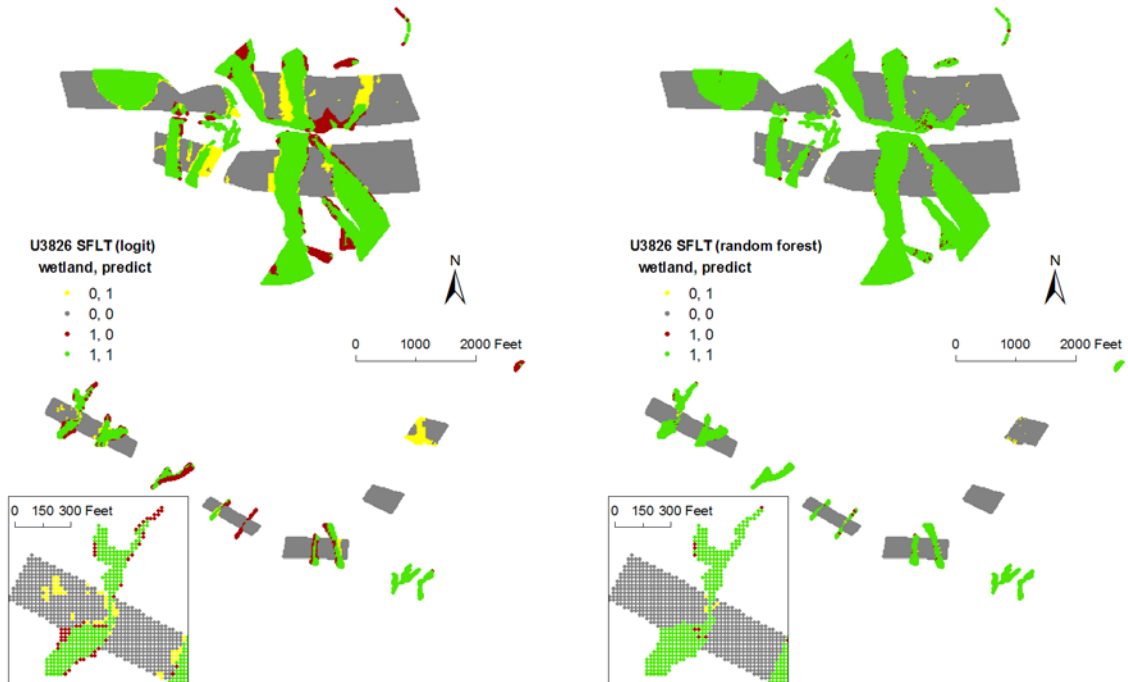 U3826 SFLT (logit)
wetland, predict
0, 1
0, 0
1, 0
1, 1
N
0 1000 2000 Feet
0 150 300 Feet
U3826 SFLT (random forest)
wetland, predict
0, 1
0, 0
1, 0
1, 1
N
0 1000 2000 Feet
0 150 300 Feet